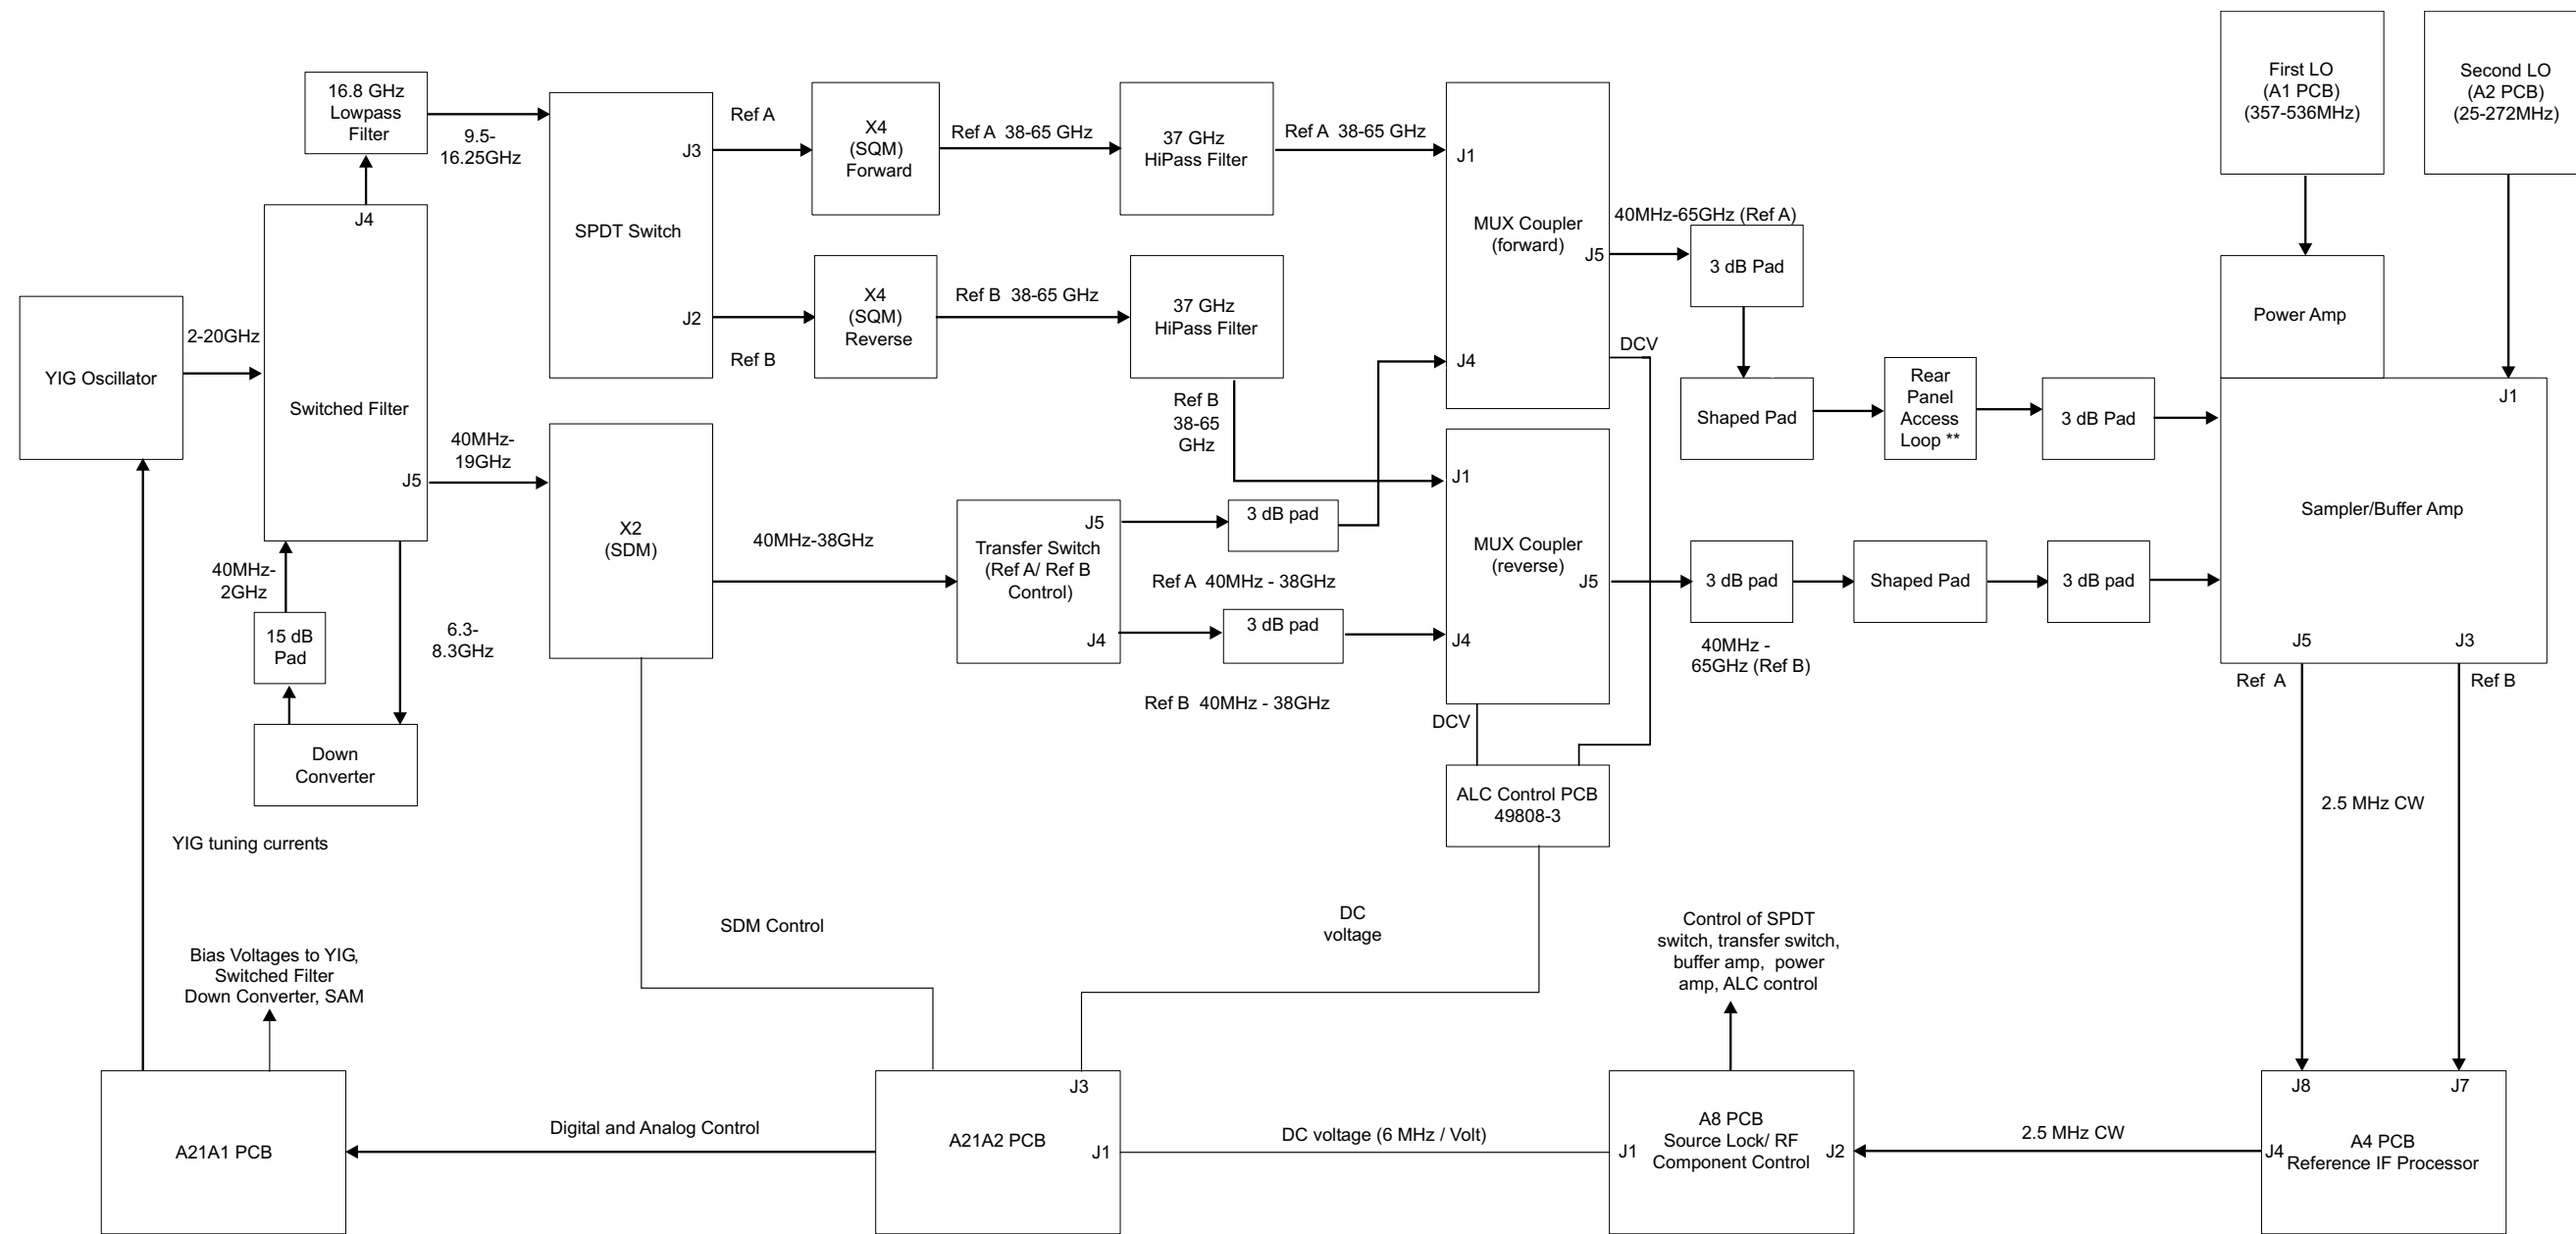 First LO
(A1 PCB)
(357-536MHz)
Second LO
(A2 PCB)
(25-272MHz)
16.8 GHz
Lowpass
Filter
9.5-
16.25GHz
J4
SPDT Switch
J3
J2
Ref A
Ref B
X4
(SQM)
Forward
Ref A 38-65 GHz
37 GHz
HiPass Filter
Ref A 38-65 GHz
J1
MUX Coupler
(forward)
J5
J4
40MHz-65GHz (Ref A)
3 dB Pad
X4
(SQM)
Reverse
Ref B 38-65 GHz
37 GHz
HiPass Filter
Ref B
38-65
GHz
DCV
Power Amp
YIG Oscillator
2-20GHz
Switched Filter
J5
40MHz-
19GHz
Shaped Pad
Rear
Panel
Access
Loop **
3 dB Pad
J1
Sampler/Buffer Amp
J5
J3
X2
(SDM)
40MHz-38GHz
J5
Transfer Switch
(Ref A/ Ref B
Control)
J4
3 dB pad
Ref A 40MHz - 38GHz
3 dB pad
Ref B 40MHz - 38GHz
J1
MUX Coupler
(reverse)
J5
J4
3 dB pad
Shaped Pad
3 dB pad
40MHz -
65GHz (Ref B)
Ref A
Ref B
40MHz-
2GHz
15 dB
Pad
6.3-
8.3GHz
Down
Converter
DCV
ALC Control PCB
49808-3
2.5 MHz CW
YIG tuning currents
SDM Control
DC
voltage
Control of SPDT
switch, transfer switch,
buffer amp, power
amp, ALC control
Bias Voltages to YIG,
Switched Filter
Down Converter, SAM
A21A1 PCB
Digital and Analog Control
J3
A21A2 PCB
J1
DC voltage (6 MHz / Volt)
J1
A8 PCB
Source Lock/ RF
Component Control
J2
2.5 MHz CW
J8
J7
J4
A4 PCB
Reference IF Processor